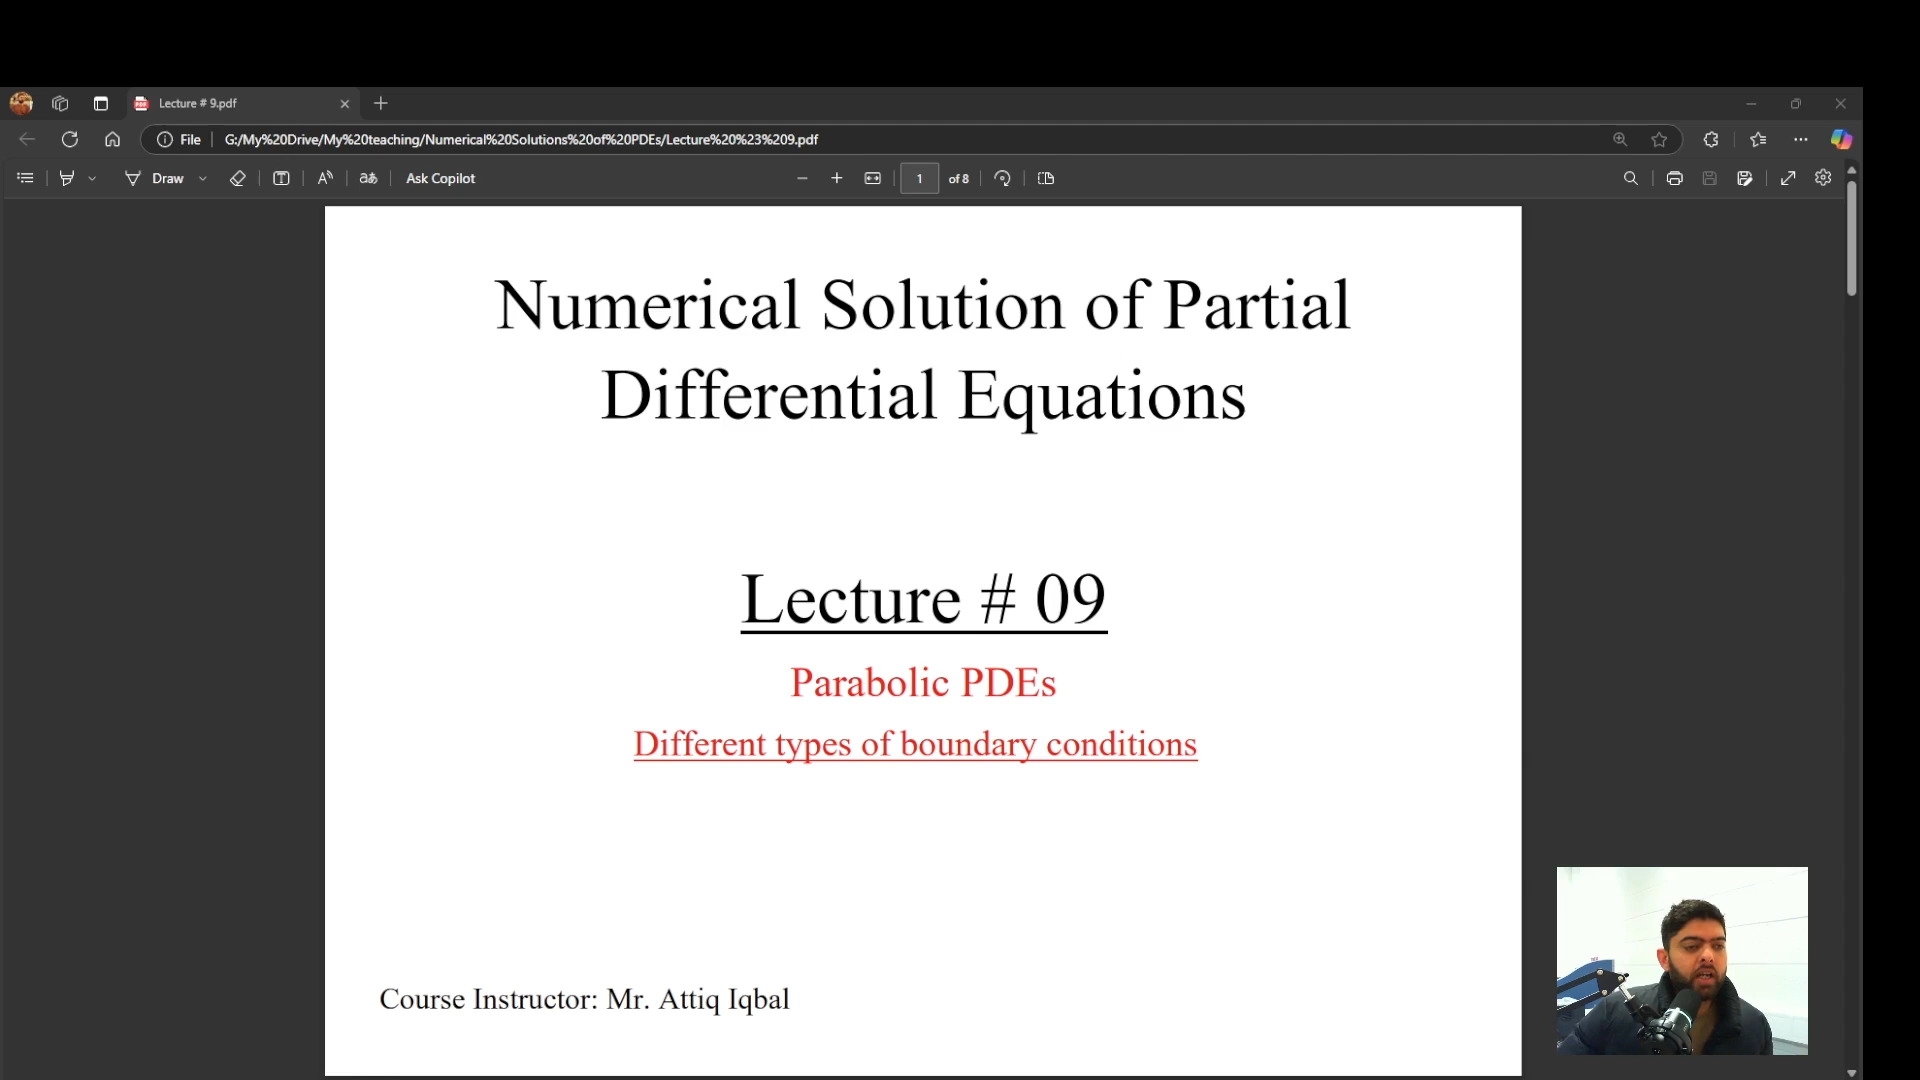 Lecture # 9.pdf
File
G:/My%20Drive/My%20teaching/Numerical%20Solutions%20of%20PDEs/Lecture%20%23%209.pdf
Draw
Ask Copilot
1 of 8
Numerical Solution of Partial
Differential Equations
Lecture # 09
Parabolic PDEs
Different types of boundary conditions
Course Instructor: Mr. Attiq Iqbal